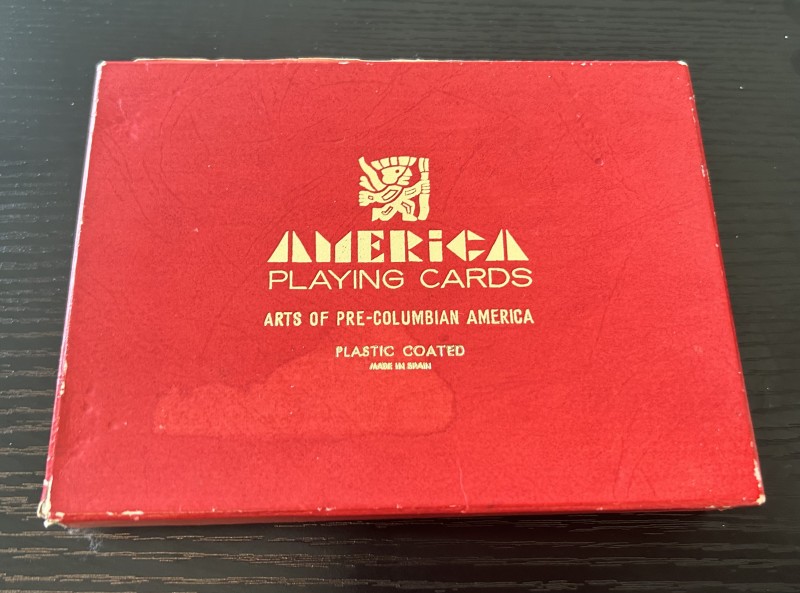 AMERiCA
PLAYING CARDS
ARTS OF PRE-COLUMBIAN AMERICA
PLASTIC COATED
MADE IN SPAIN